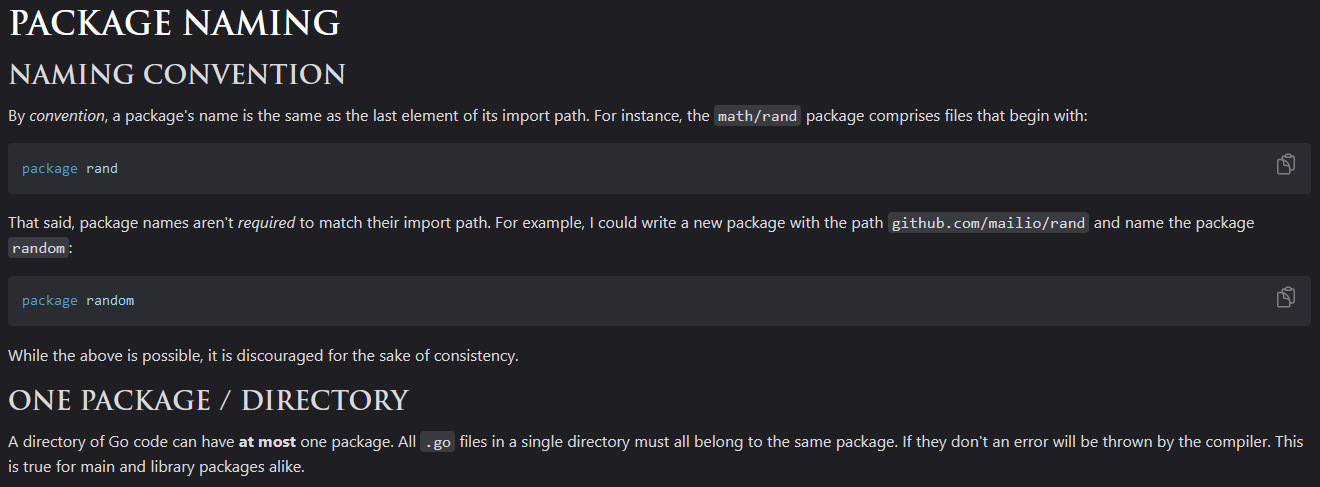 PACKAGE NAMING
NAMING CONVENTION
By convention, a package's name is the same as the last element of its import path. For instance, the math/rand package comprises files that begin with:
package rand
That said, package names aren't required to match their import path. For example, I could write a new package with the path github.com/mailio/rand and name the package
random:
package random
While the above is possible, it is discouraged for the sake of consistency.
ONE PACKAGE / DIRECTORY
A directory of Go code can have at most one package. All .go files in a single directory must all belong to the same package. If they don't an error will be thrown by the compiler. This
is true for main and library packages alike.